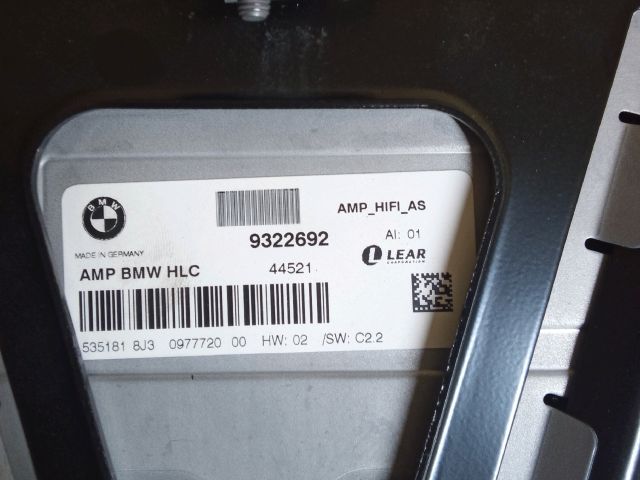 BMW
AMP_HIFI_AS
MADE IN GERMANY
9322692
AI: 01
AMP BMW HLC
44521
LEAR
CORPORATION
535181 8J3 0977720 00 HW: 02 /SW: C2.2